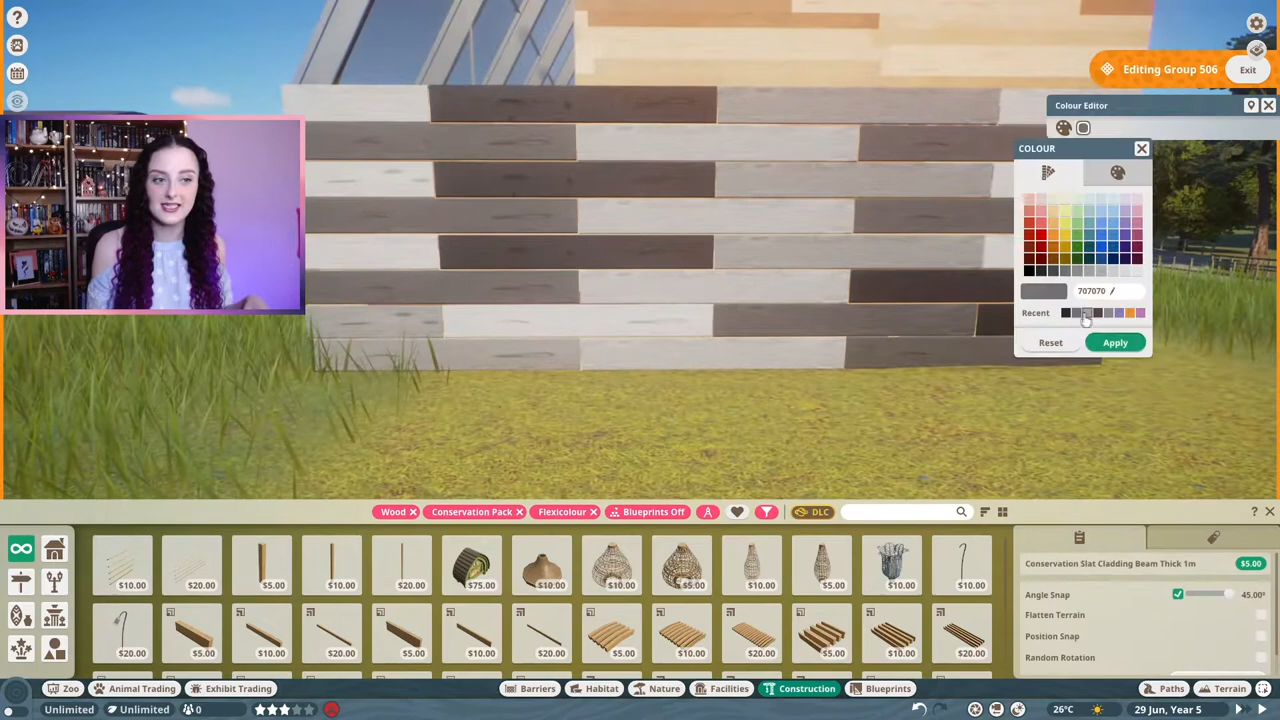 ?
Editing Group 506
Exit
Colour Editor
COLOUR
707070 /
Recent
Reset
Apply
Wood
Conservation Pack
Flexicolour
Blueprints Off
DLC
?
$10.00
$20.00
$5.00
$10.00
$20.00
$75.00
$10.00
$10.00
$10.00
$5.00
$5.00
$10.00
$10.00
$20.00
$5.00
$10.00
$20.00
$5.00
$10.00
$20.00
$5.00
$10.00
$20.00
$5.00
$10.00
$20.00
Conservation Slat Cladding Beam Thick 1m
$5.00
Angle Snap
45.00°
Flatten Terrain
Position Snap
Random Rotation
Zoo
Animal Trading
Exhibit Trading
Barriers
Habitat
Nature
Facilities
Construction
Blueprints
Paths
Terrain
Unlimited
Unlimited
0
26°C
29 Jun, Year 5